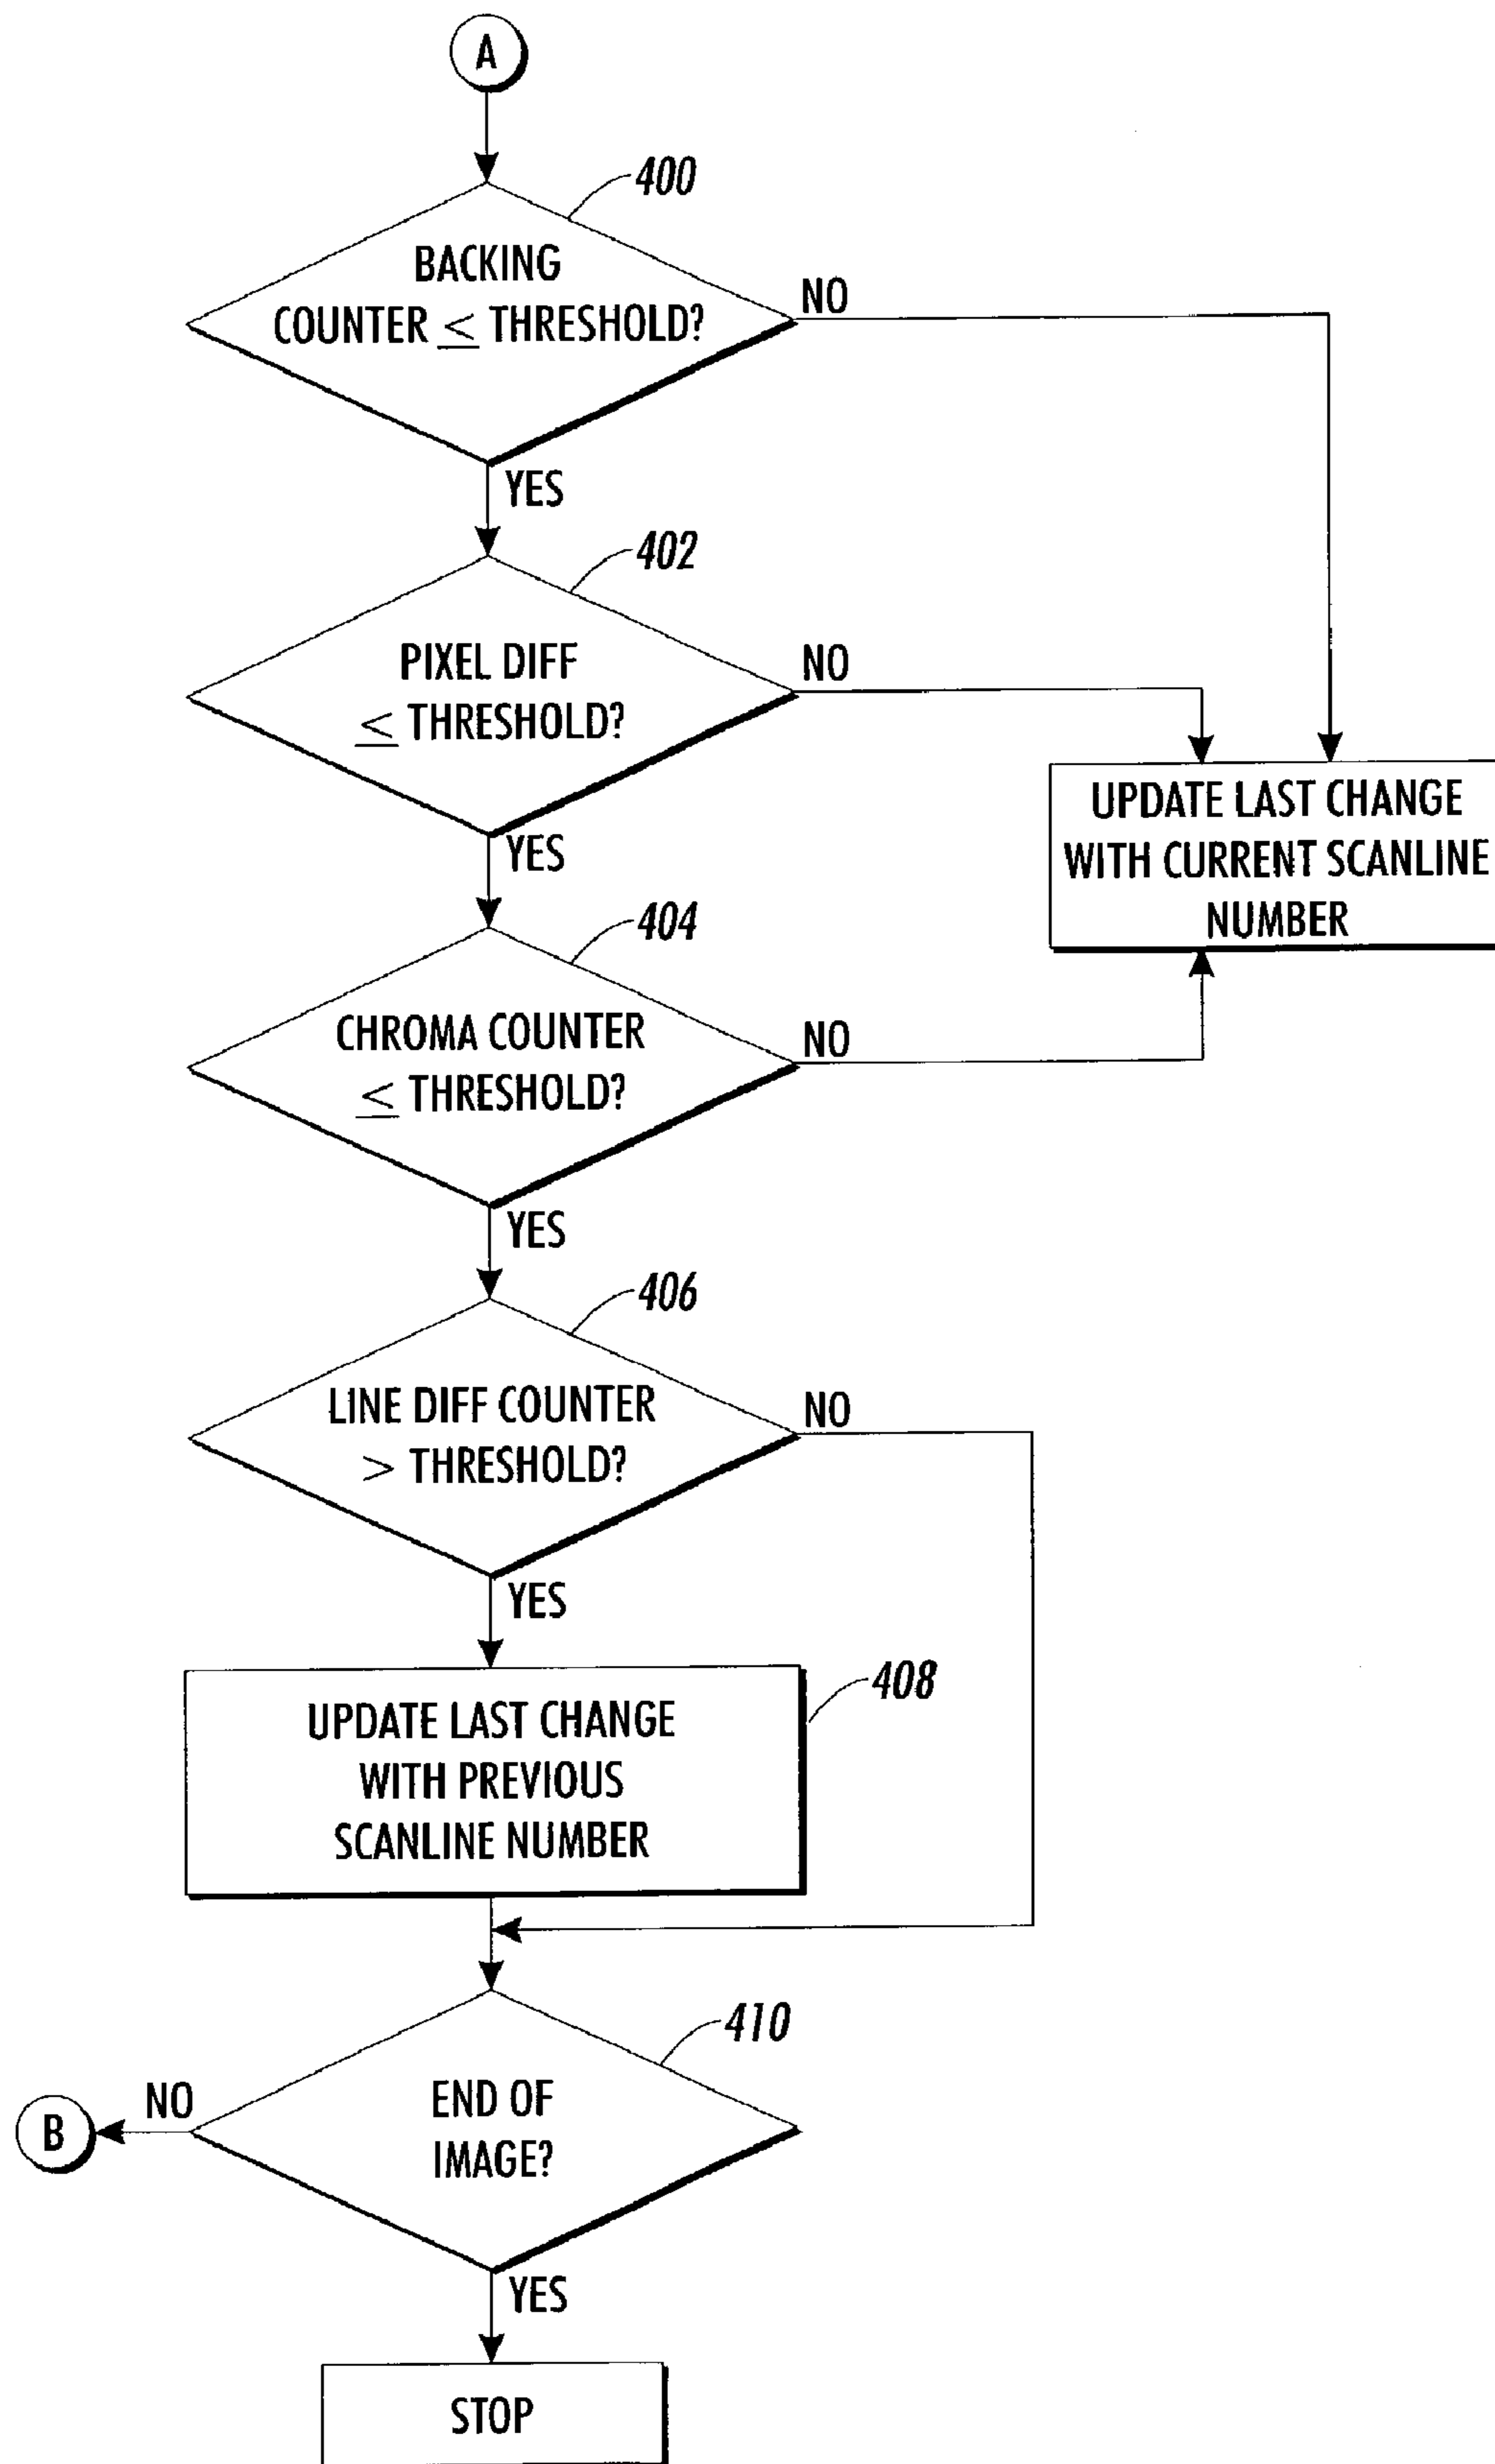 A
400
BACKING
COUNTER ≤ THRESHOLD?
NO
YES
402
PIXEL DIFF
≤ THRESHOLD?
NO
UPDATE LAST CHANGE
WITH CURRENT SCANLINE
NUMBER
YES
404
CHROMA COUNTER
≤ THRESHOLD?
NO
YES
406
LINE DIFF COUNTER
> THRESHOLD?
NO
YES
408
UPDATE LAST CHANGE
WITH PREVIOUS
SCANLINE NUMBER
410
END OF
IMAGE?
NO
B
YES
STOP